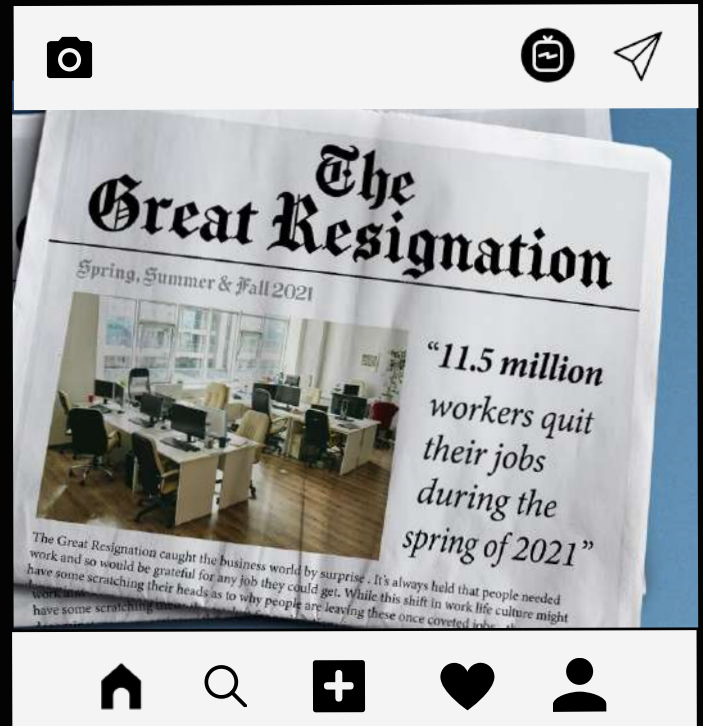 The
Great Resignation
Spring, Summer & Fall 2021
“11.5 million
workers quit
their jobs
during the
spring of 2021”
The Great Resignation caught the business world by surprise . It’s always held that people needed
work and so would be grateful for any job they could get. While this shift in work life culture might
have some scratching their heads as to why people are leaving these once coveted jobs,
have some scratching